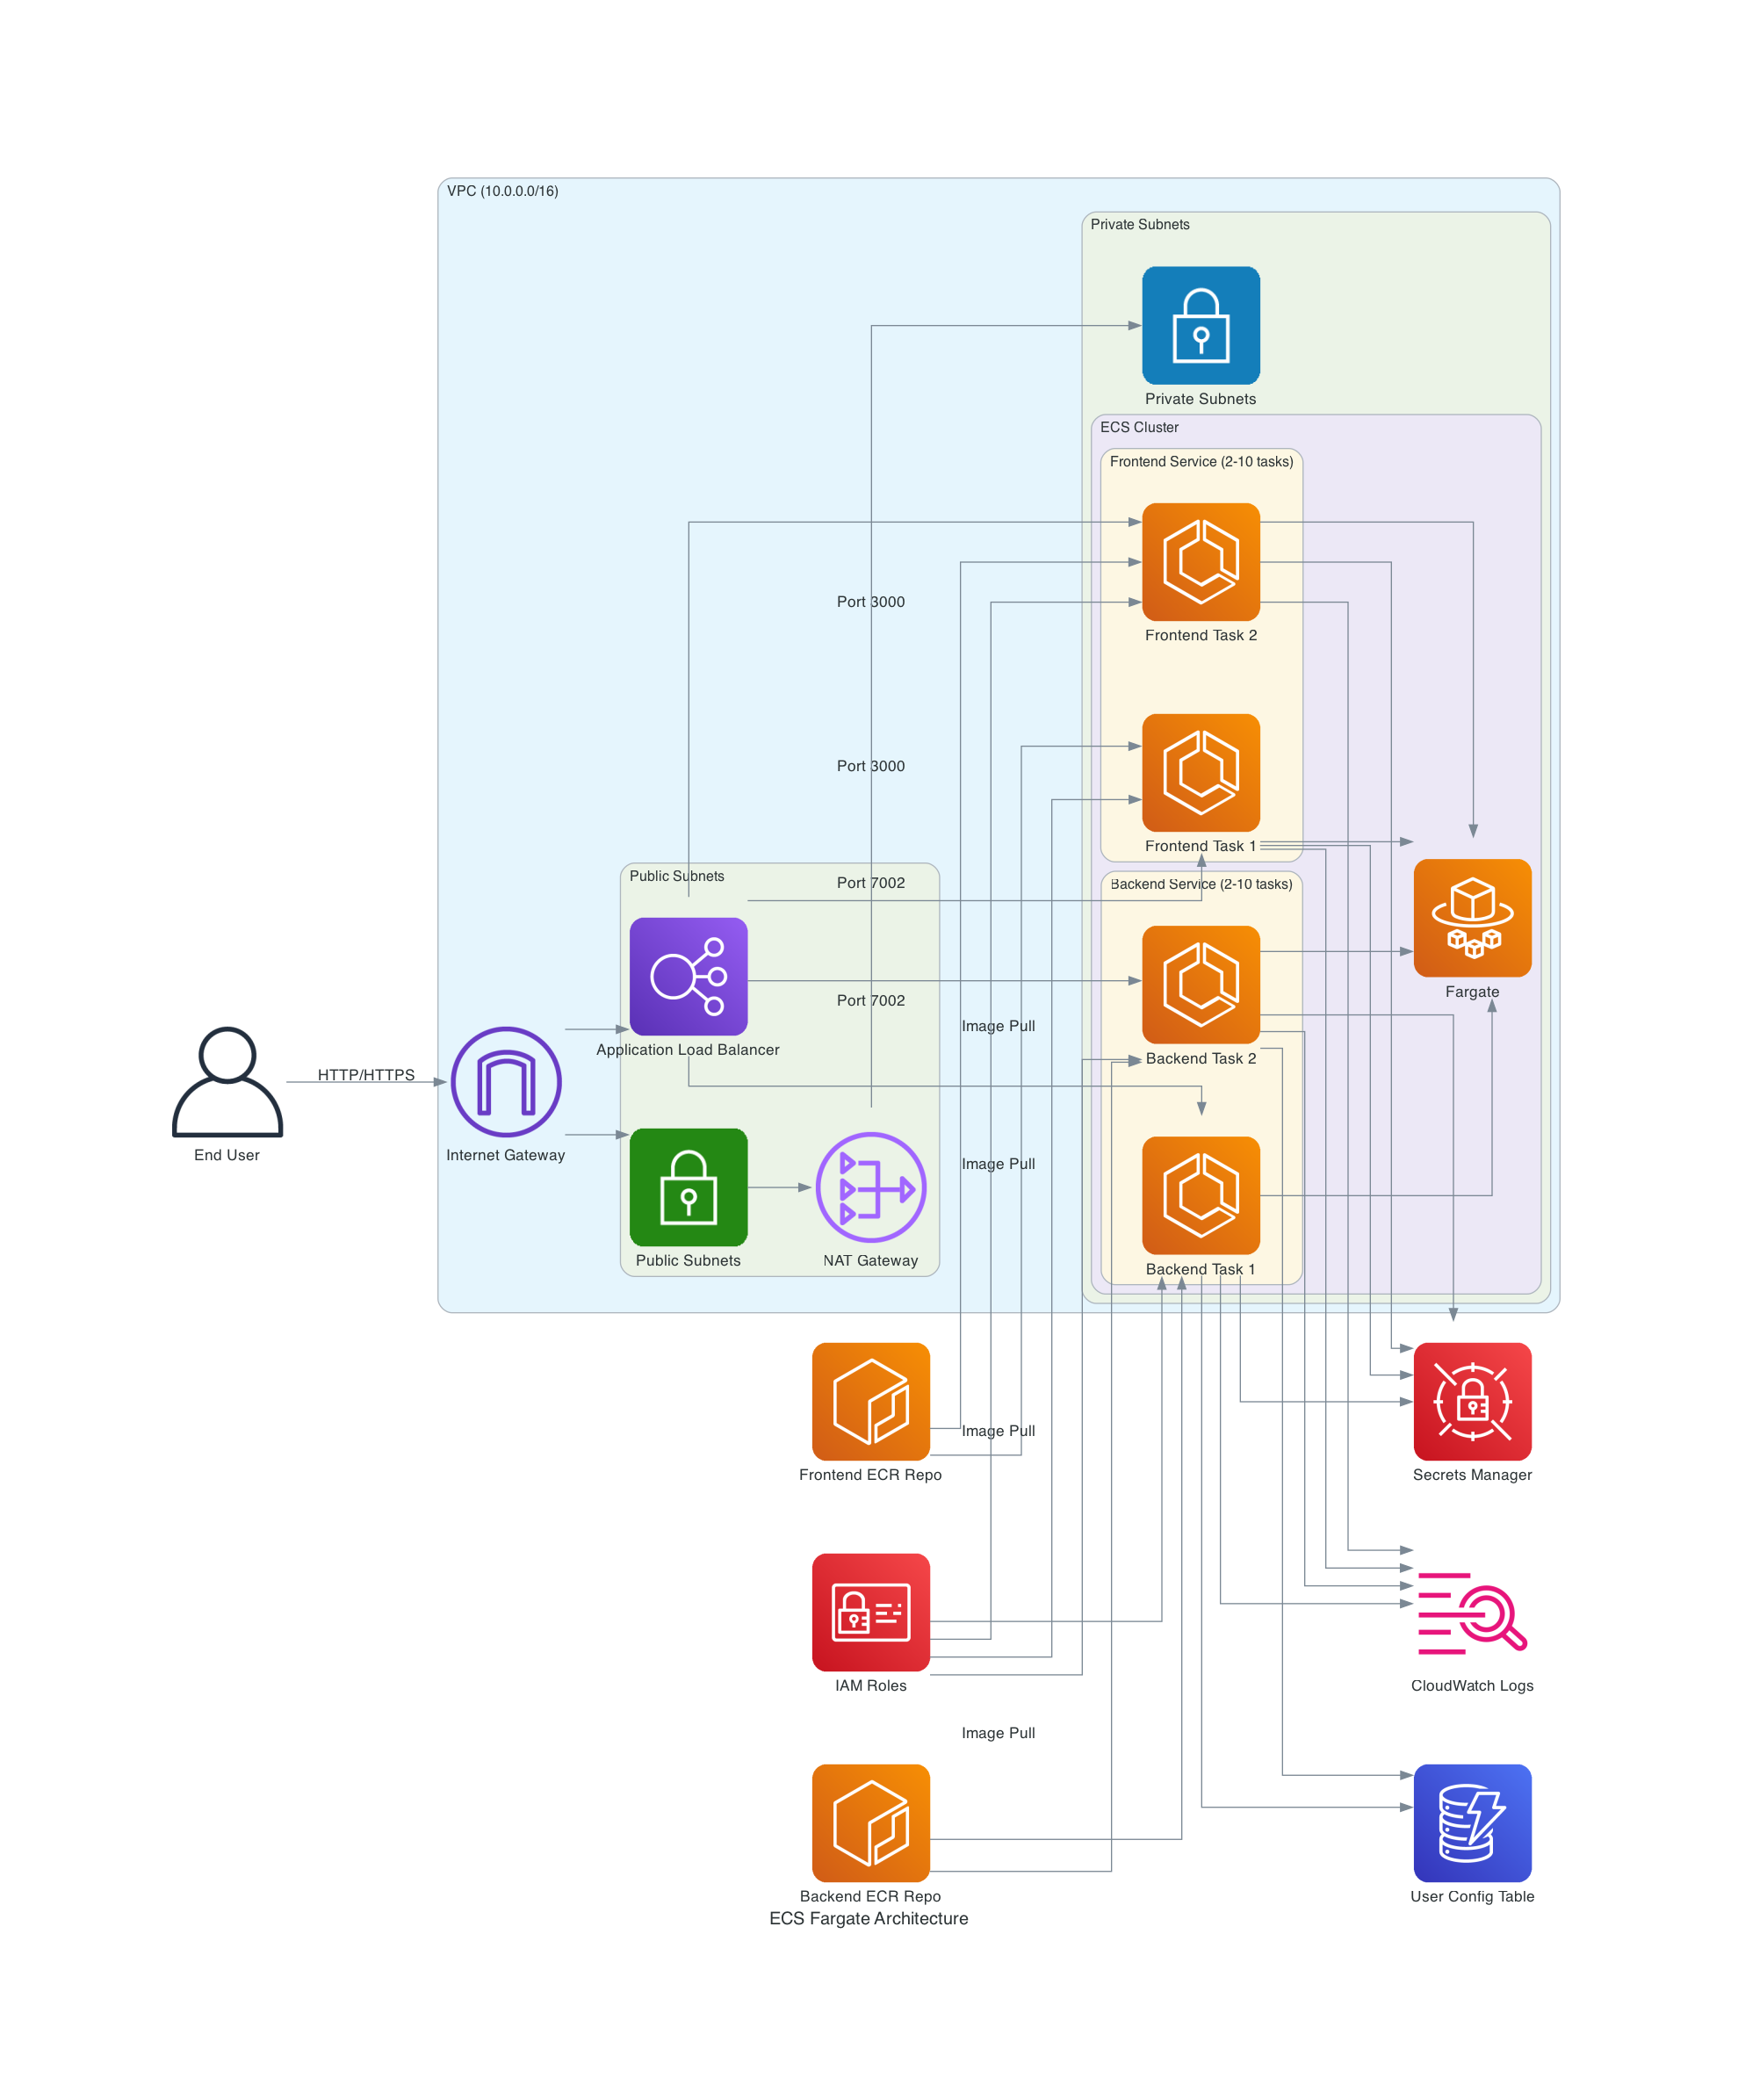 VPC (10.0.0.0/16)
Private Subnets
Private Subnets
ECS Cluster
Frontend Service (2-10 tasks)
Port 3000
Frontend Task 2
Port 3000
Frontend Task 1
Public Subnets
Port 7002
Backend Service (2-10 tasks)
Fargate
Port 7002
Image Pull
Application Load Balancer
Backend Task 2
HTTP/HTTPS
End User
Internet Gateway
Image Pull
Public Subnets
NAT Gateway
Backend Task 1
Image Pull
Frontend ECR Repo
Secrets Manager
IAM Roles
CloudWatch Logs
Image Pull
Backend ECR Repo
User Config Table
ECS Fargate Architecture